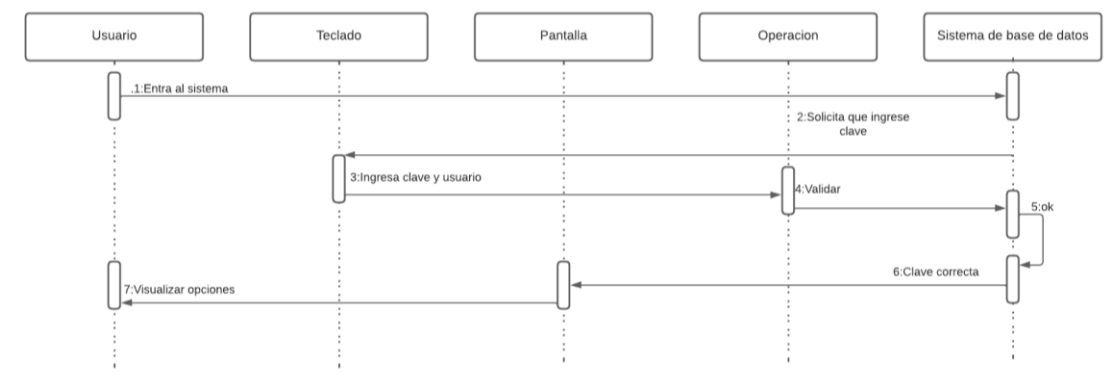 Usuario
Teclado
Pantalla
Operacion
Sistema de base de datos
.1:Entra al sistema
2:Solicita que ingrese
clave
3:Ingresa clave y usuario
4:Validar
5:ok
6:Clave correcta
7:Visualizar opciones